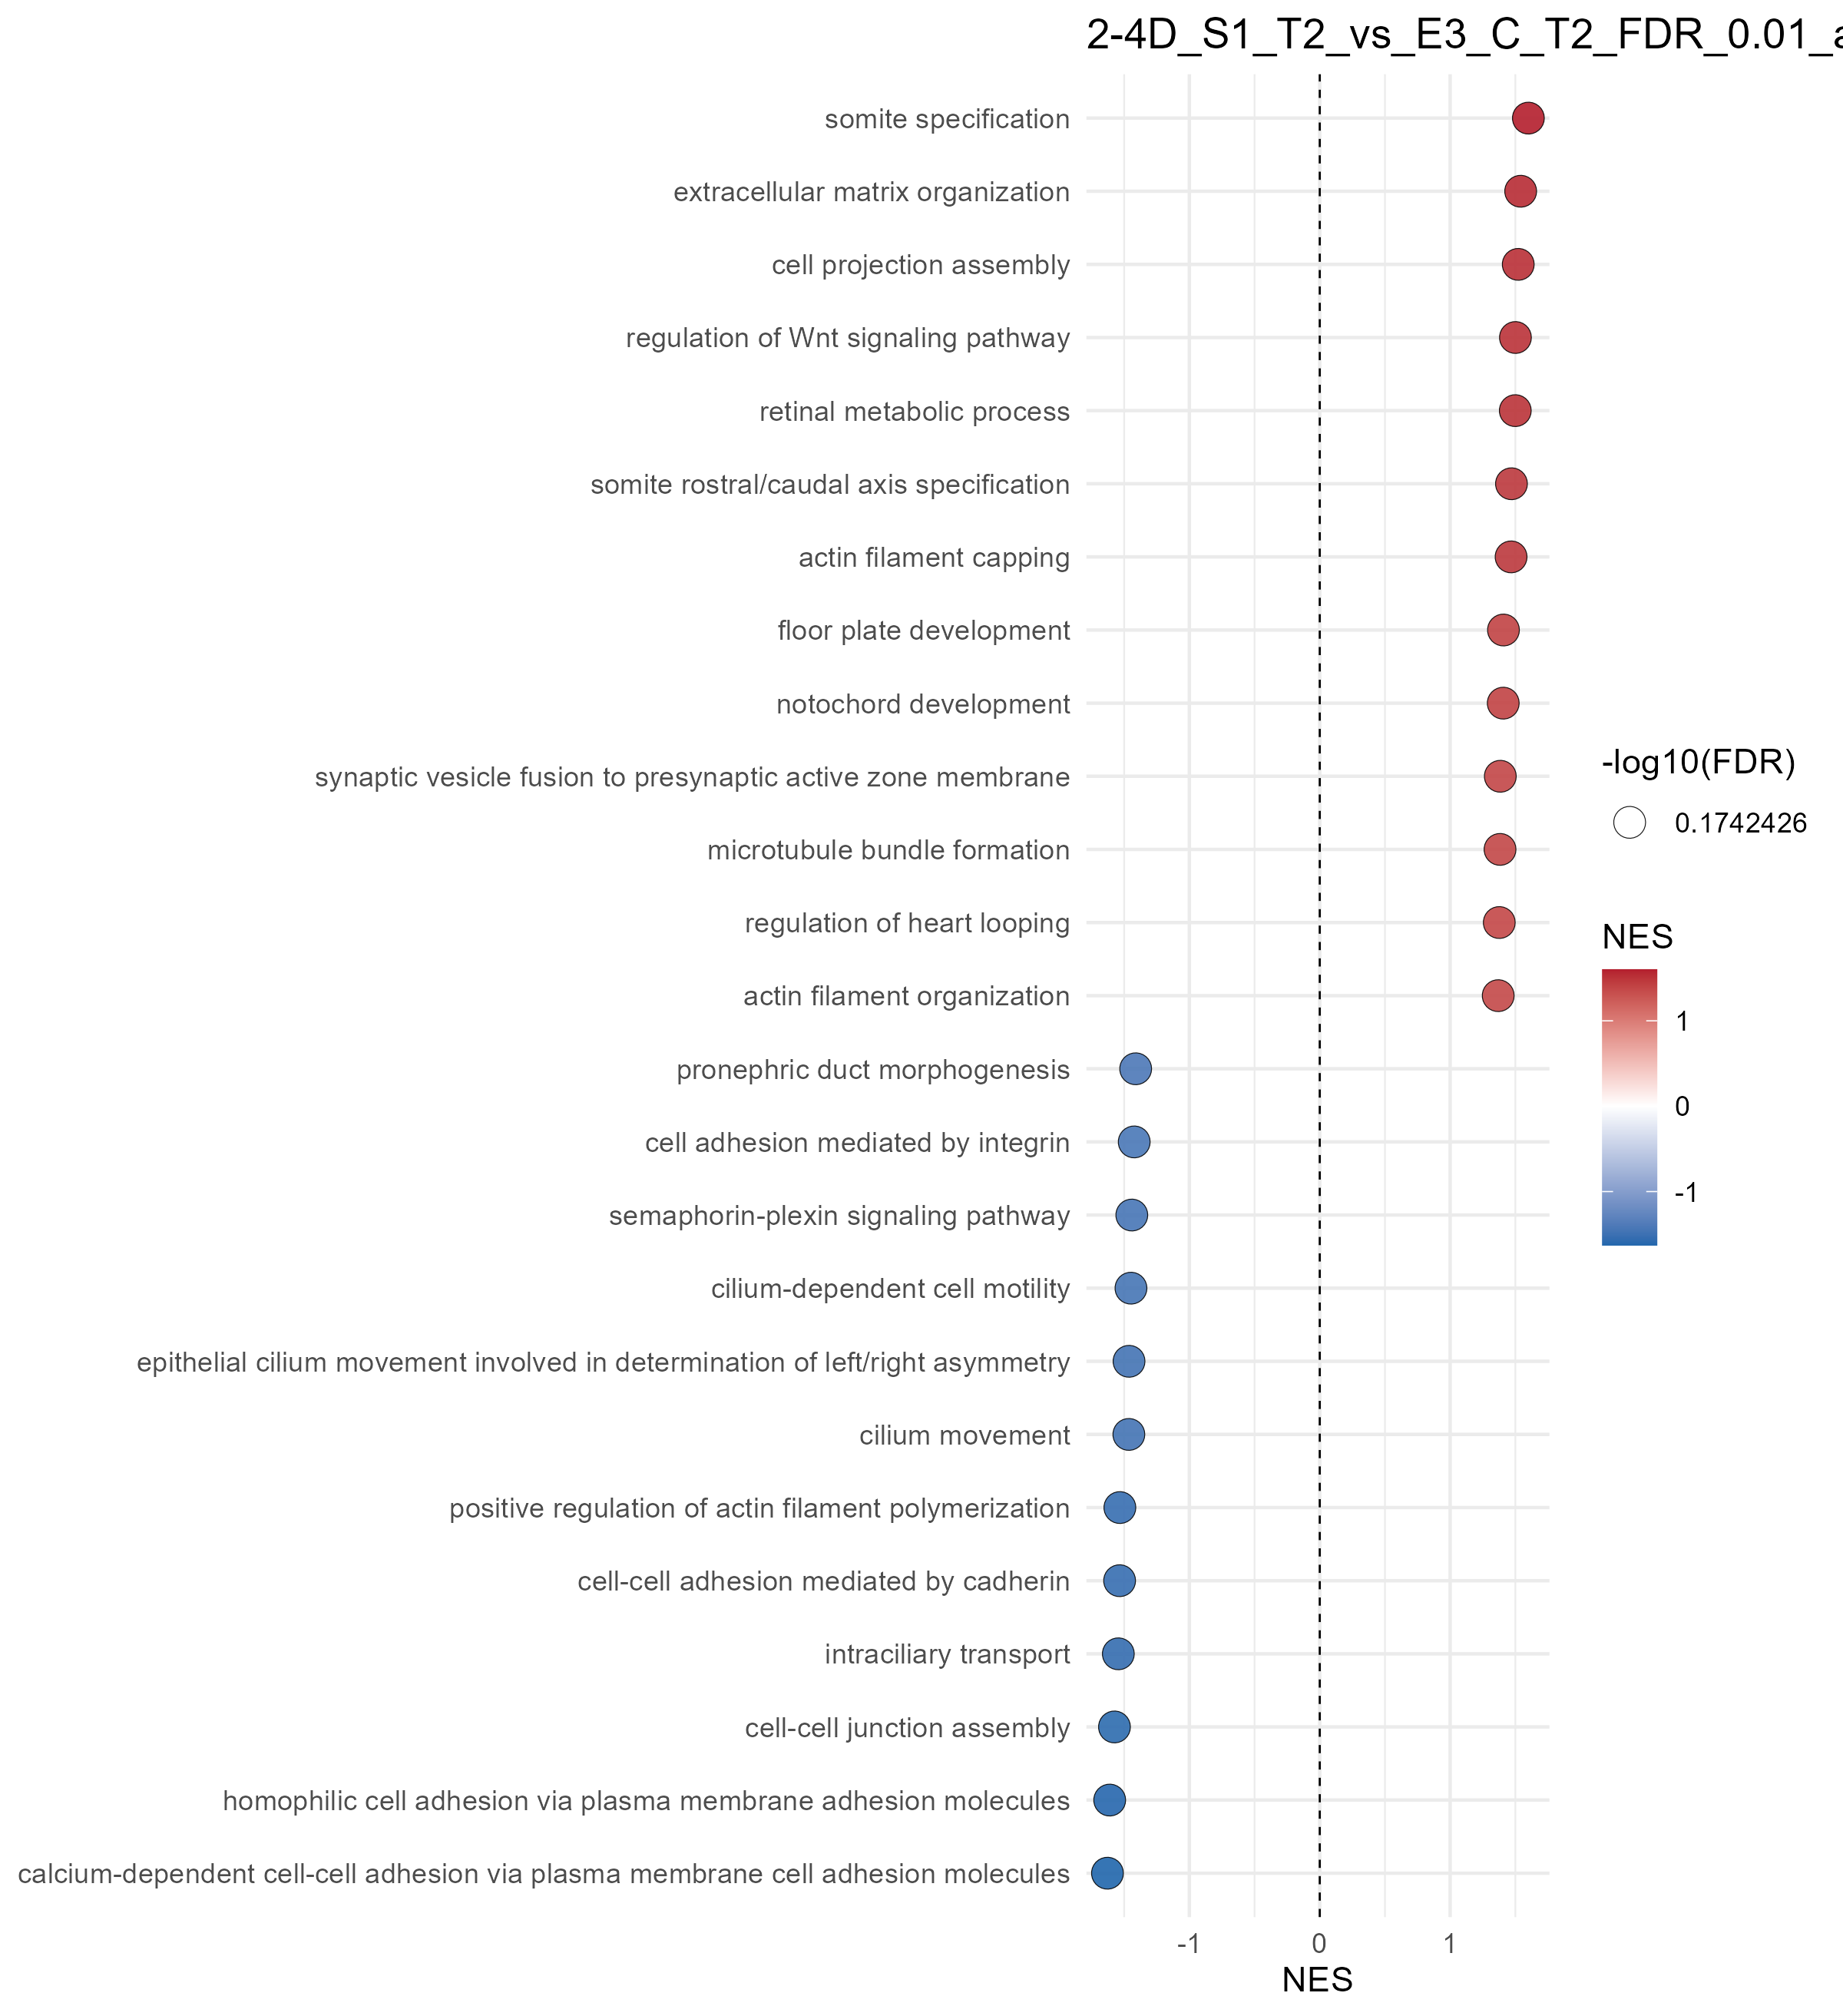 2-4D_S1_T2_vs_E3_C_T2_FDR_0.01_a
somite specification
extracellular matrix organization
cell projection assembly
regulation of Wnt signaling pathway
retinal metabolic process
somite rostral/caudal axis specification
actin filament capping
floor plate development
notochord development
synaptic vesicle fusion to presynaptic active zone membrane
microtubule bundle formation
regulation of heart looping
actin filament organization
pronephric duct morphogenesis
cell adhesion mediated by integrin
semaphorin-plexin signaling pathway
cilium-dependent cell motility
epithelial cilium movement involved in determination of left/right asymmetry
cilium movement
positive regulation of actin filament polymerization
cell-cell adhesion mediated by cadherin
intraciliary transport
cell-cell junction assembly
homophilic cell adhesion via plasma membrane adhesion molecules
calcium-dependent cell-cell adhesion via plasma membrane cell adhesion molecules
-1 0 1
NES
-log10(FDR)
0.1742426
NES
1
0
-1